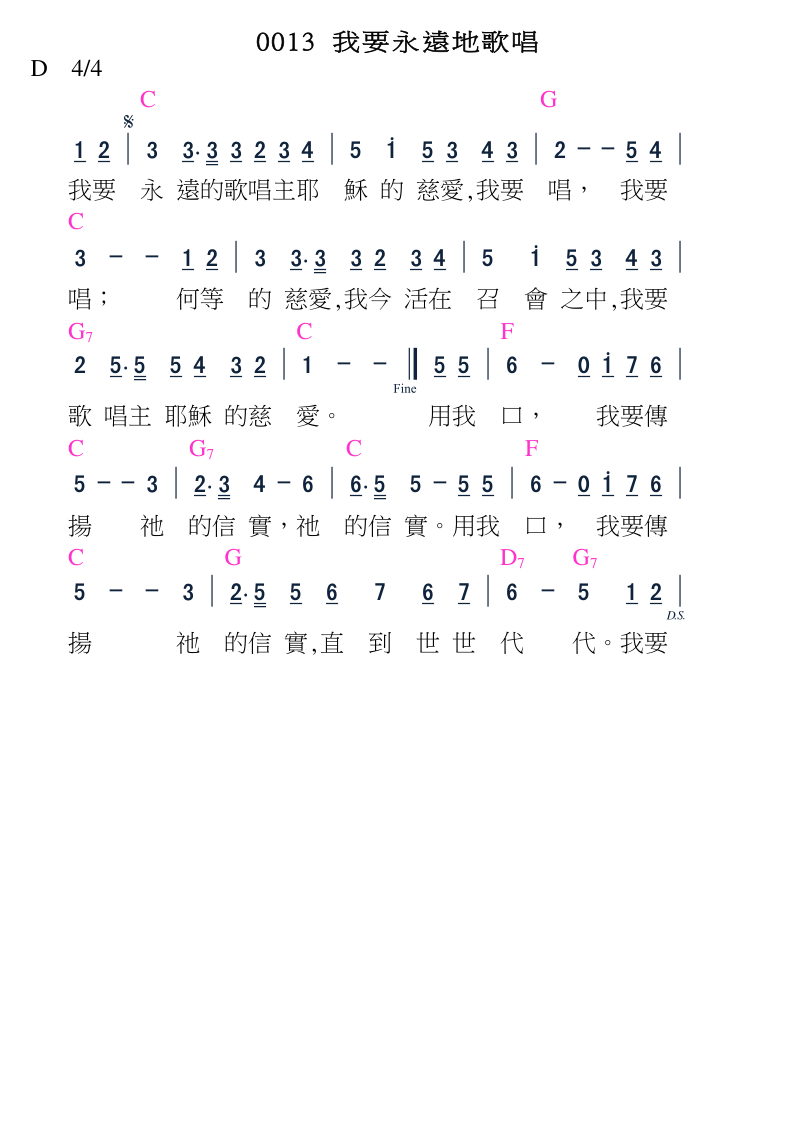 0013 我要永遠地歌唱
D 4/4
C G
1 2 | 3 3. 3 3 2 3 4 | 5 i 5 3 4 3 | 2 － － 5 4 |
我要 永 遠的歌唱主耶 穌 的 慈愛,我要 唱， 我要
C
3 － － 1 2 | 3 3. 3 3 2 3 4 | 5 i 5 3 4 3 |
唱； 何等 的 慈愛,我今 活在 召 會 之中,我要
G7 C F
2 5. 5 5 4 3 2 | 1 － － ‖ 5 5 | 6 － 0 i 7 6 |
Fine
歌 唱主 耶穌 的慈 愛。 用我 口， 我要傳
C G7 C F
5 － － 3 | 2. 3 4 － 6 | 6. 5 5 － 5 5 | 6 － 0 i 7 6 |
揚 祂 的信 實，祂 的信 實。用我 口， 我要傳
C G D7 G7
5 － － 3 | 2. 5 5 6 7 6 7 | 6 － 5 1 2 |
D.S.
揚 祂 的信 實,直 到 世 世 代 代。我要